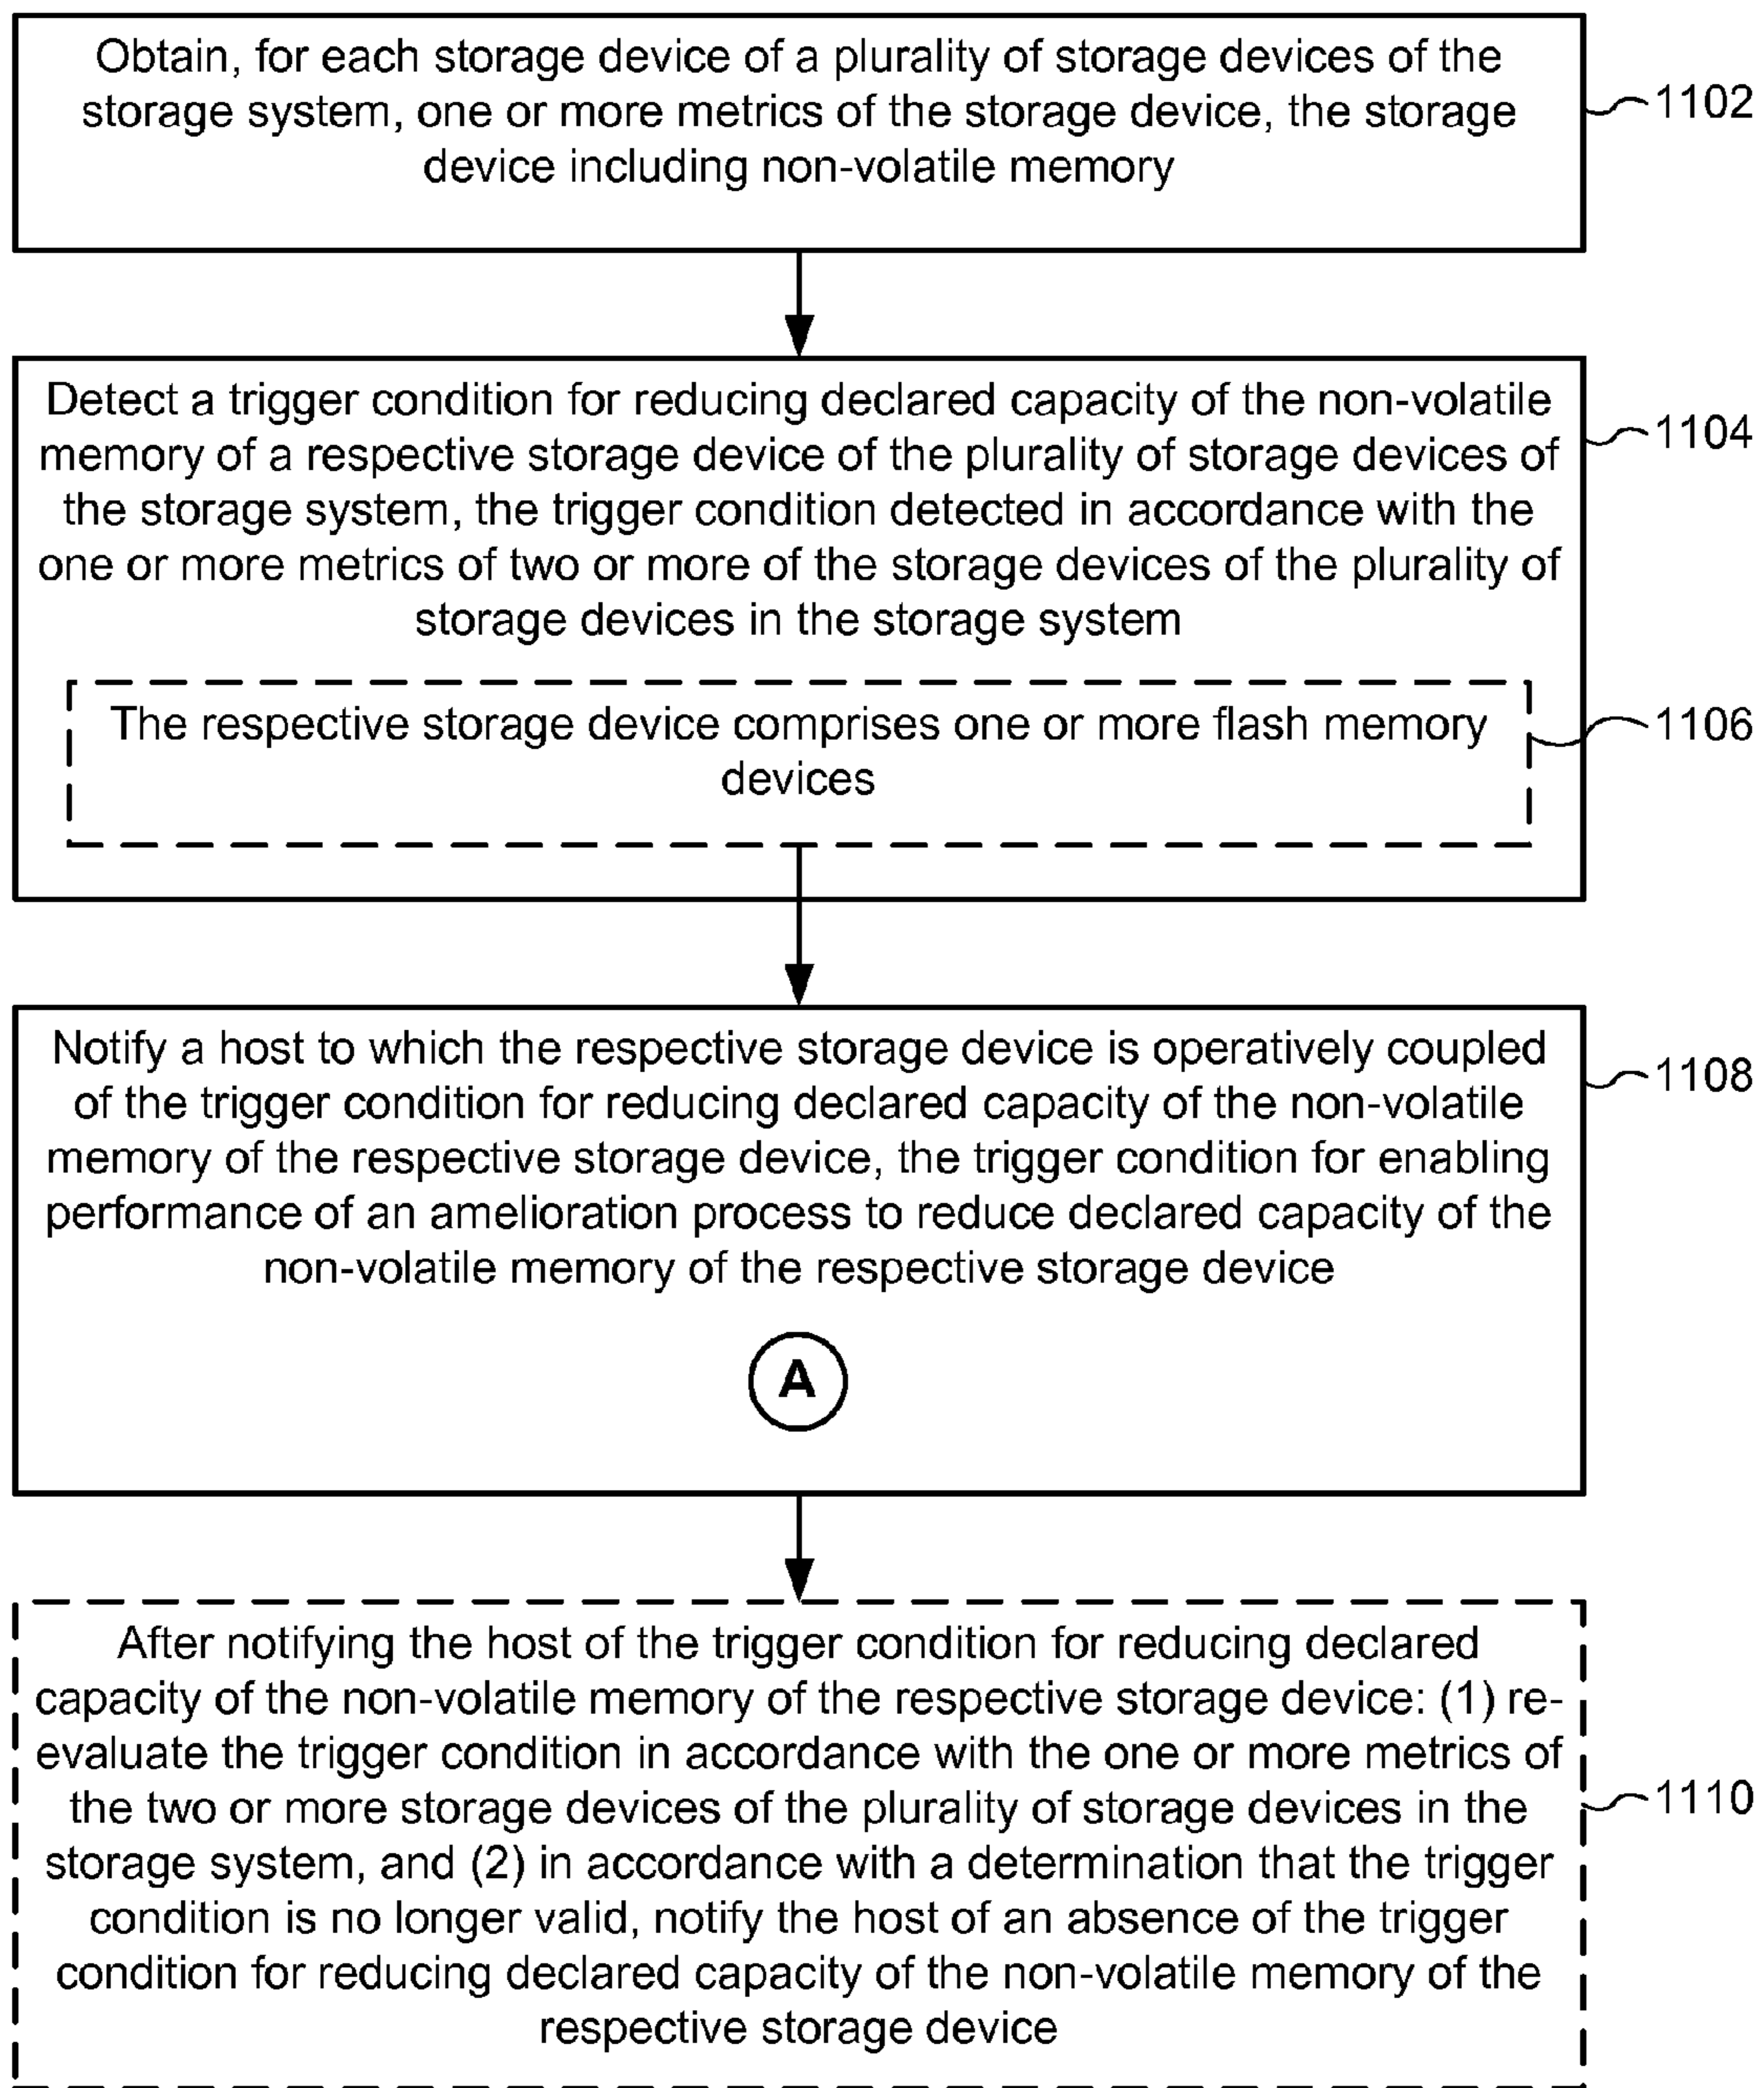 Obtain, for each storage device of a plurality of storage devices of the
storage system, one or more metrics of the storage device, the storage
device including non-volatile memory
1102
Detect a trigger condition for reducing declared capacity of the non-volatile
memory of a respective storage device of the plurality of storage devices of
the storage system, the trigger condition detected in accordance with the
one or more metrics of two or more of the storage devices of the plurality of
storage devices in the storage system
1104
The respective storage device comprises one or more flash memory
devices
1106
Notify a host to which the respective storage device is operatively coupled
of the trigger condition for reducing declared capacity of the non-volatile
memory of the respective storage device, the trigger condition for enabling
performance of an amelioration process to reduce declared capacity of the
non-volatile memory of the respective storage device
1108
A
After notifying the host of the trigger condition for reducing declared
capacity of the non-volatile memory of the respective storage device: (1) re-
evaluate the trigger condition in accordance with the one or more metrics of
the two or more storage devices of the plurality of storage devices in the
storage system, and (2) in accordance with a determination that the trigger
condition is no longer valid, notify the host of an absence of the trigger
condition for reducing declared capacity of the non-volatile memory of the
respective storage device
1110